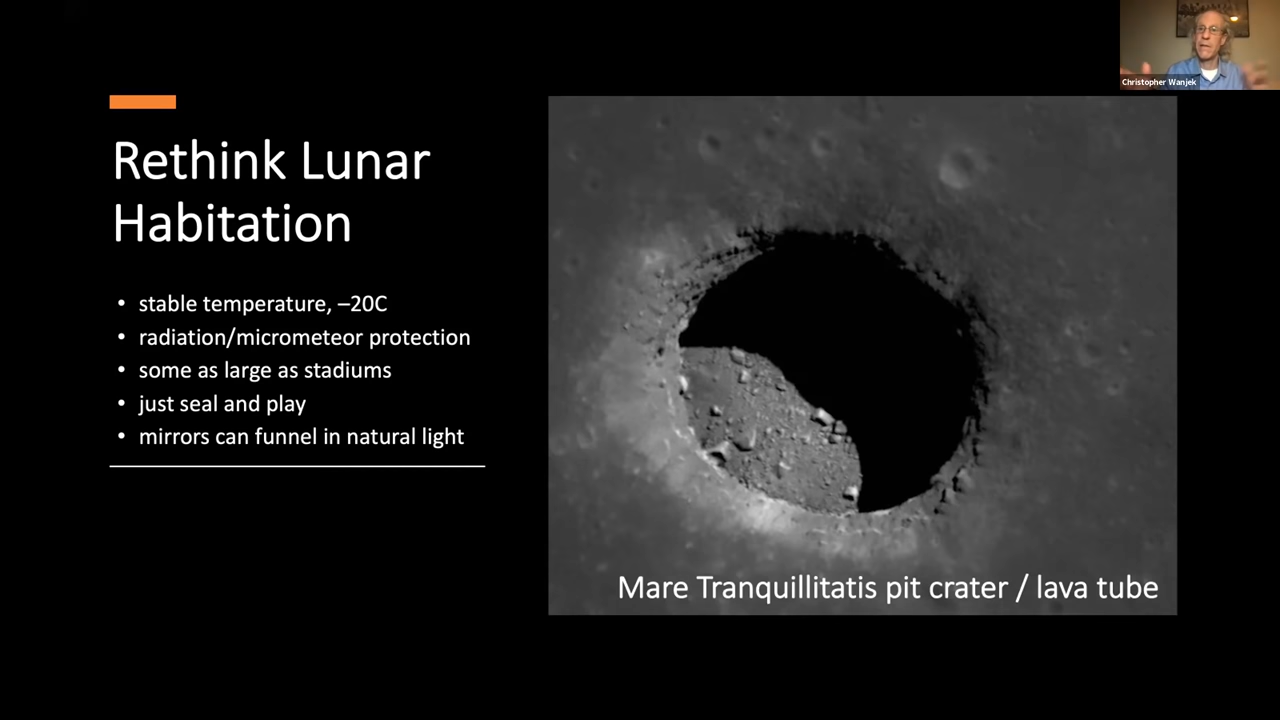 Christopher Wanjek
Rethink Lunar
Habitation
• stable temperature, –20C
• radiation/micrometeor protection
• some as large as stadiums
• just seal and play
• mirrors can funnel in natural light
Mare Tranquillitatis pit crater / lava tube